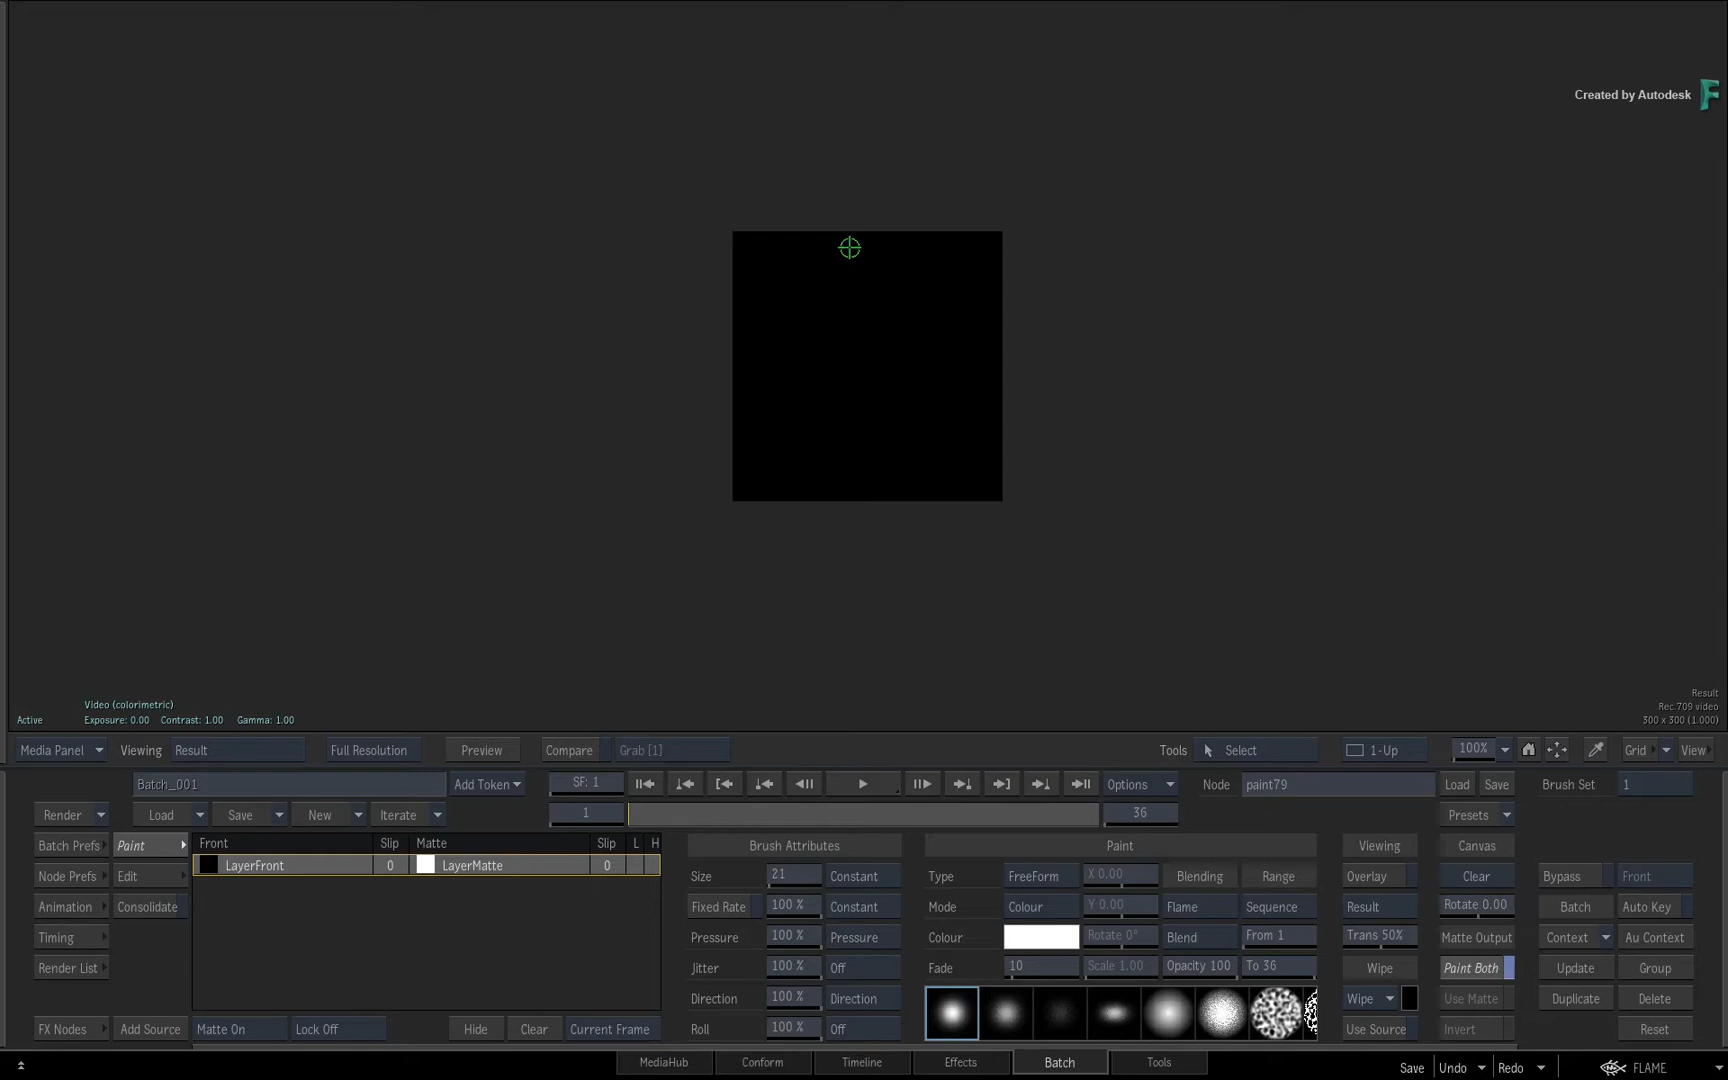 Created by Autodesk
Video (colorimetric)
Active Exposure: 0.00 Contrast: 1.00 Gamma: 1.00
Result
Rec.709 video
300 x 300 (1.000)
Media Panel Viewing Result Full Resolution Preview Compare Grab [1] Tools Select 1-Up 100% Grid View
Batch_001 Add Token SF: 1 Options Node paint79 Load Save Brush Set 1
Render Load Save New Iterate 1 36 Presets
Batch Prefs Paint Front Slip Matte Slip L H Brush Attributes Paint Viewing Canvas
LayerFront 0 LayerMatte 0
Node Prefs Edit Size 21 Constant Type FreeForm X 0.00 Blending Range Overlay Clear Bypass Front
Animation Consolidate Fixed Rate 100 % Constant Mode Colour Y 0.00 Flame Sequence Result Rotate 0.00 Batch Auto Key
Timing Pressure 100 % Pressure Colour Rotate 0° Blend From 1 Trans 50% Matte Output Context Au Context
Render List Jitter 100 % Off Fade 10 Scale 1.00 Opacity 100 To 36 Wipe Paint Both Update Group
Direction 100 % Direction Wipe Use Matte Duplicate Delete
FX Nodes Add Source Matte On Lock Off Hide Clear Current Frame Roll 100 % Off Use Source Invert Reset
MediaHub Conform Timeline Effects Batch Tools Save Undo Redo FLAME